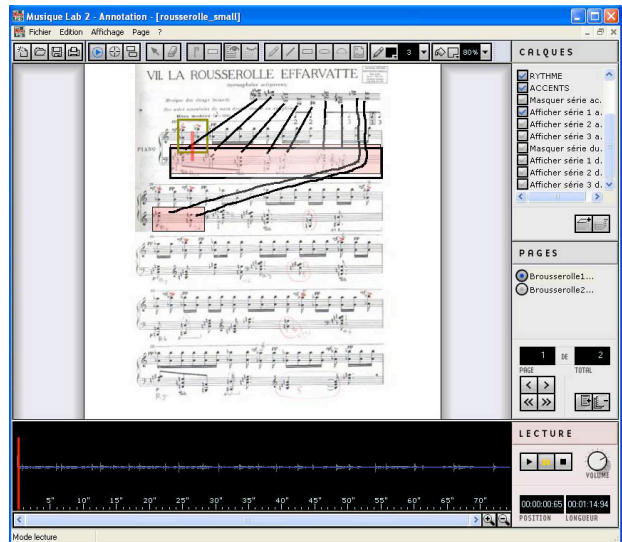 Musique Lab 2 - Annotation - [rousserolle_small]
Fichier Edition Affichage Page ?
3
80%
CALQUES
RYTHME
ACCENTS
Masquer série ac.
Afficher série 1 a.
Afficher série 2 a.
Afficher série 3 a.
Masquer série du.
Afficher série 1 d.
Afficher série 2 d.
Afficher série 3 d.
VII. LA ROUSSEROLLE EFFARVATTE
PIANO
PAGES
Brousserolle1...
Brousserolle2...
1 DE 2
PAGE TOTAL
LECTURE
VOLUME
5" 10" 15" 20" 25" 30" 35" 40" 45" 50" 55" 60" 65" 70"
00:00:00:65 00:01:14:94
POSITION LONGUEUR
Mode lecture